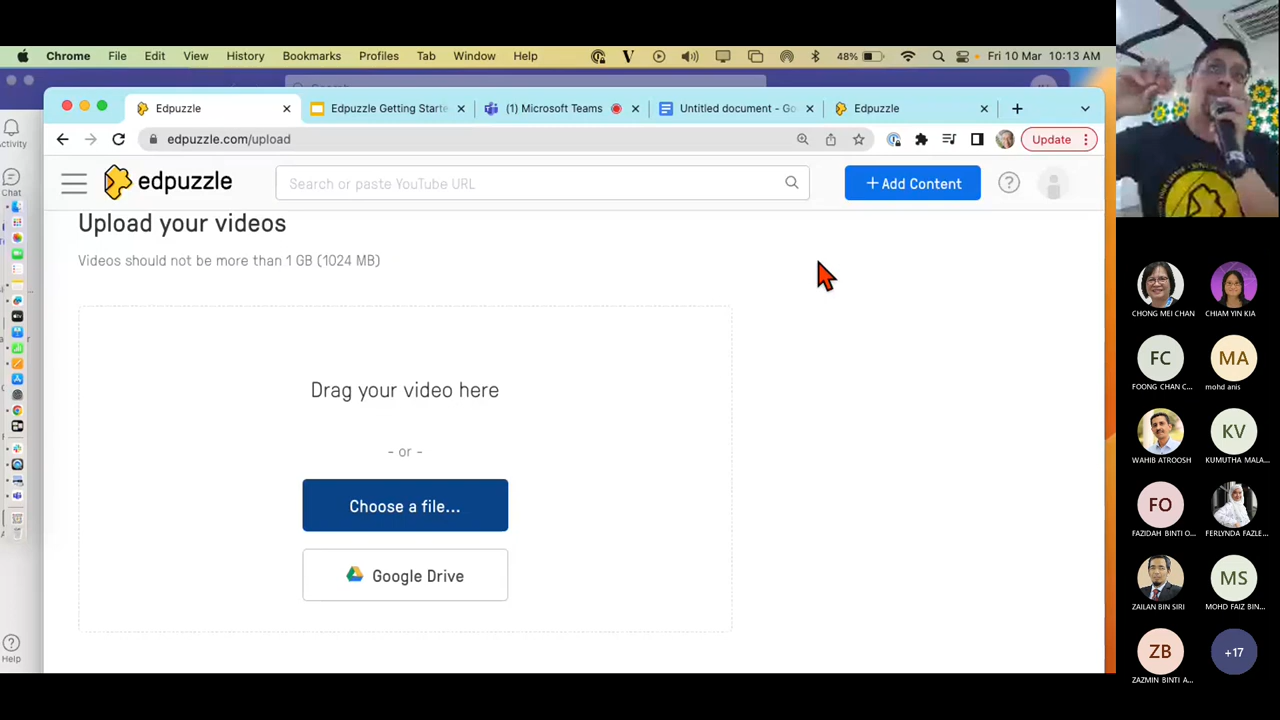 Chrome File Edit View History Bookmarks Profiles Tab Window Help 48% Fri 10 Mar 10:13 AM
Edpuzzle
Edpuzzle Getting Starte
(1) Microsoft Teams
Untitled document - Go
Edpuzzle
edpuzzle.com/upload
Update
edpuzzle
Search or paste YouTube URL
+ Add Content
Upload your videos
Videos should not be more than 1 GB (1024 MB)
Drag your video here
- or -
Choose a file...
Google Drive
Activity
Chat
Help
CHONG MEI CHAN
CHIAM YIN KIA
FC
FOONG CHAN C...
MA
mohd anis
WAHIB ATROOSH
KV
KUMUTHA MALA...
FO
FAZIDAH BINTI O...
FERLYNDA FAZLE...
ZAILAN BIN SIRI
MS
MOHD FAIZ BIN...
ZB
ZAZMIN BINTI A...
+17